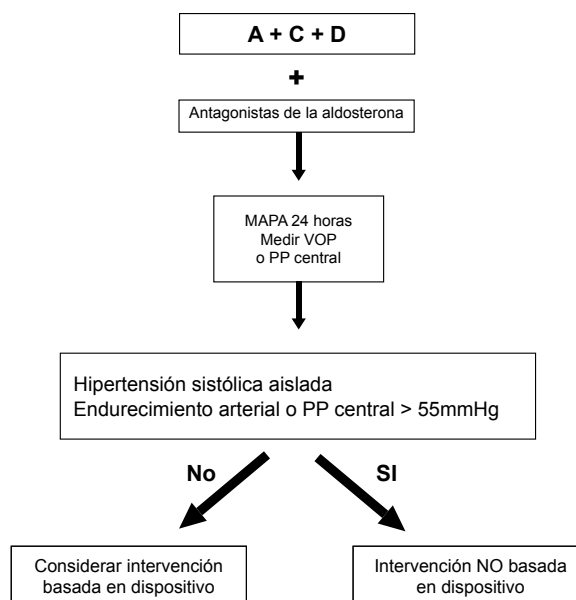 A + C + D
+
Antagonistas de la aldosterona
MAPA 24 horas
Medir VOP
o PP central
Hipertensión sistólica aislada
Endurecimiento arterial o PP central > 55mmHg
No
SI
Considerar intervención
basada en dispositivo
Intervención NO basada
en dispositivo